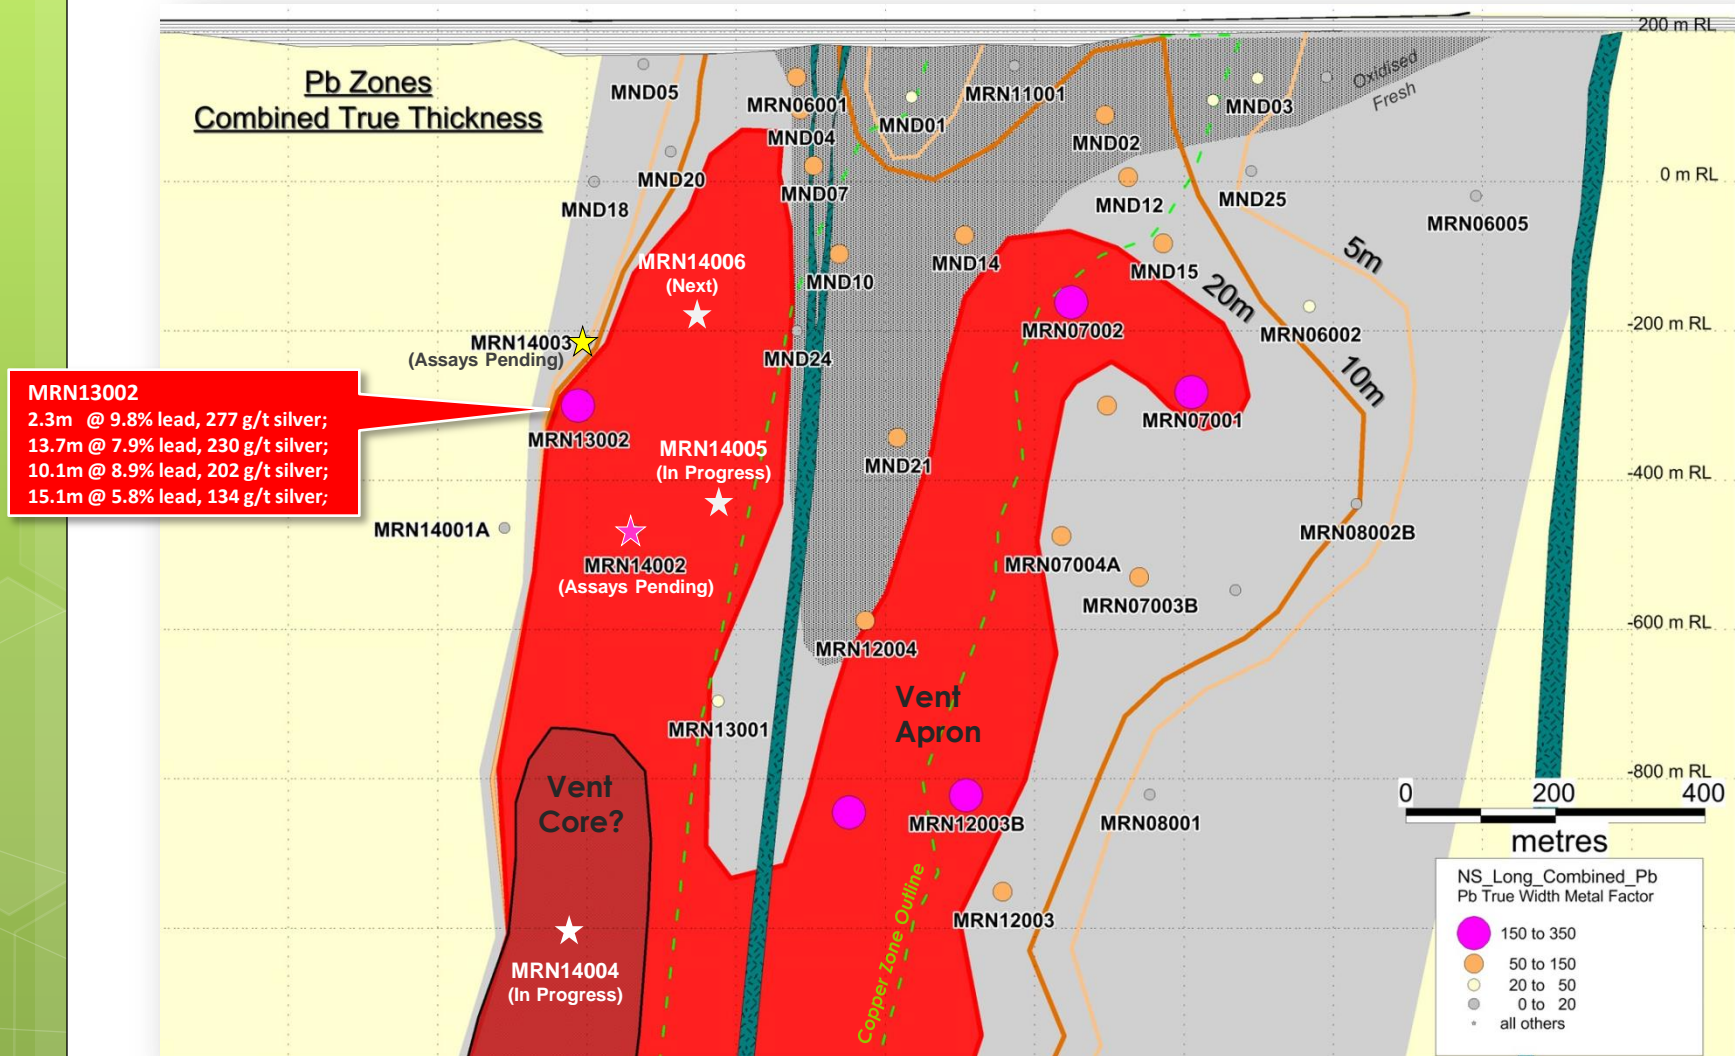 Pb Zones
Combined True Thickness
200 m RL
0 m RL
-200 m RL
-400 m RL
-600 m RL
-800 m RL
Oxidised
Fresh
MND05
MRN06001
MND04
MND07
MND01
MRN11001
MND02
MND03
MND20
MND18
MND12
MND25
MRN06005
MRN14006
(Next)
MND10
MND14
MND15
5m
20m
10m
MRN07002
MRN06002
MRN14003
(Assays Pending)
MND24
MRN13002
2.3m @ 9.8% lead, 277 g/t silver;
13.7m @ 7.9% lead, 230 g/t silver;
10.1m @ 8.9% lead, 202 g/t silver;
15.1m @ 5.8% lead, 134 g/t silver;
MRN13002
MRN07001
MRN14005
(In Progress)
MND21
MRN14001A
MRN08002B
MRN14002
(Assays Pending)
MRN07004A
MRN07003B
MRN12004
Vent
Apron
MRN13001
Vent
Core?
MRN12003B
MRN08001
MRN12003
Copper Zone Outline
MRN14004
(In Progress)
0 200 400
metres
NS_Long_Combined_Pb
Pb True Width Metal Factor
150 to 350
50 to 150
20 to 50
0 to 20
all others